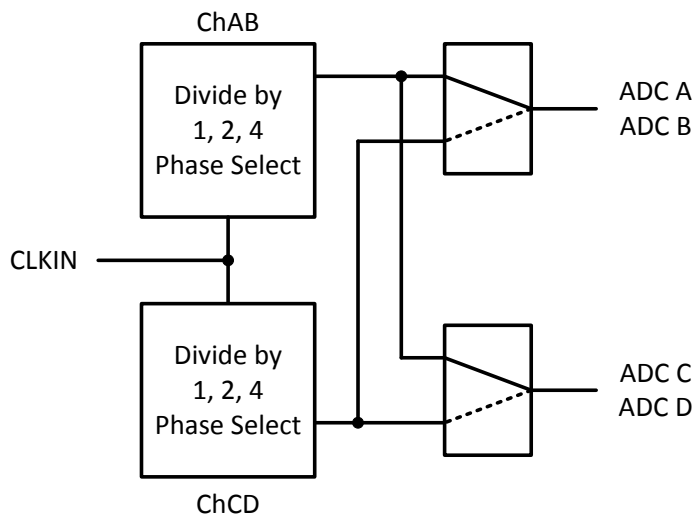 ChAB
Divide by
1, 2, 4
Phase Select
ADC A
ADC B
CLKIN
Divide by
1, 2, 4
Phase Select
ADC C
ADC D
ChCD